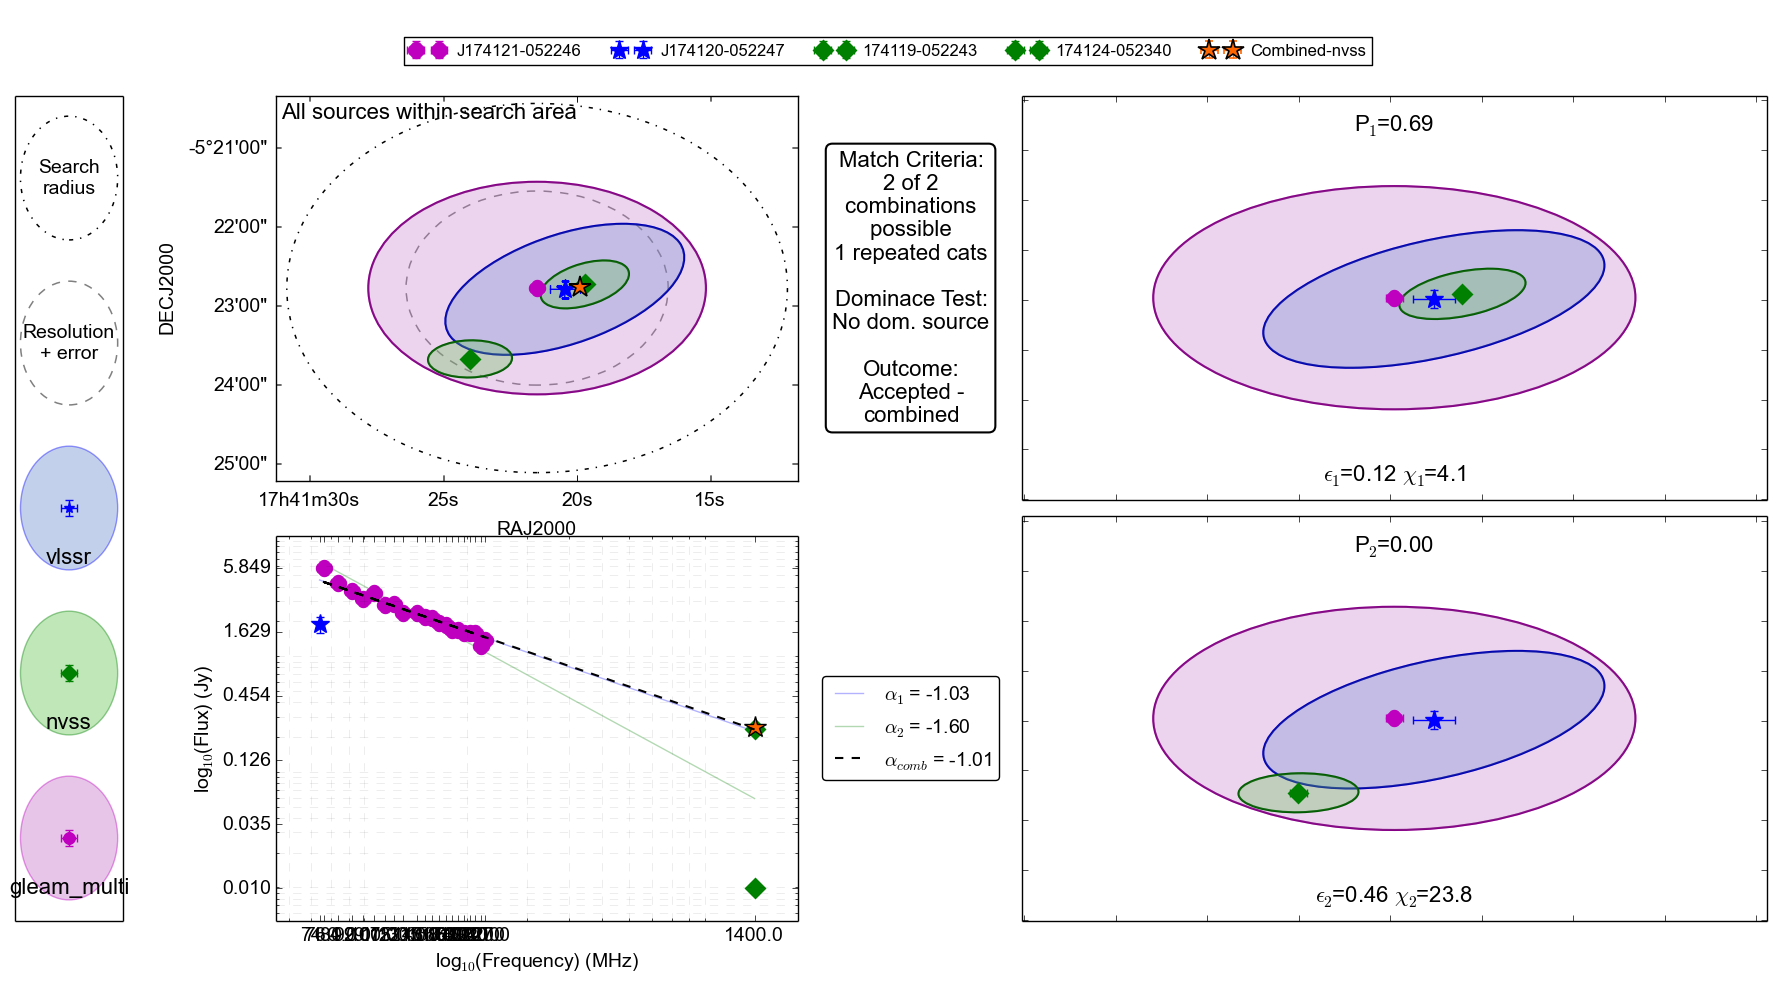 J174121-052246 J174120-052247 174119-052243 174124-052340 Combined-nvss
Search
radius
Resolution
+ error
vlssr
nvss
gleam_multi
All sources within search area
DECJ2000
-5°21'00"
22'00"
23'00"
24'00"
25'00"
17h41m30s 25s 20s 15s
RAJ2000
Match Criteria:
2 of 2
combinations
possible
1 repeated cats
Dominace Test:
No dom. source
Outcome:
Accepted -
combined
P1=0.69
ϵ1=0.12 χ1=4.1
log10(Flux) (Jy)
5.849
1.629
0.454
0.126
0.035
0.010
1400.0
log10(Frequency) (MHz)
α1 = -1.03
α2 = -1.60
αcomb = -1.01
P2=0.00
ϵ2=0.46 χ2=23.8